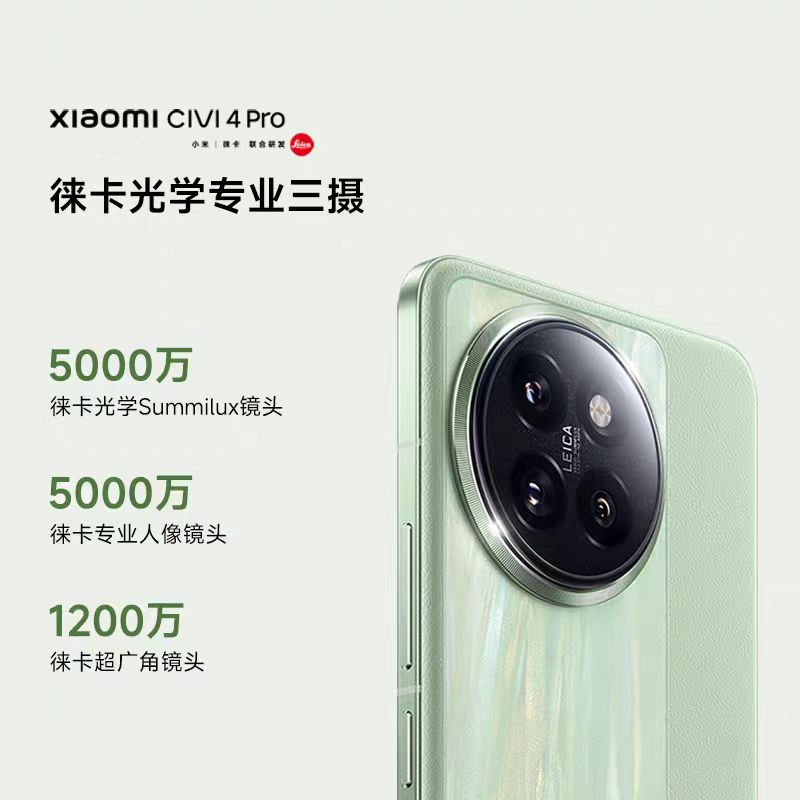 xiaomi CIVI 4 Pro
小米 | 徕卡 联合研发 Leica
徕卡光学专业三摄
5000万
徕卡光学Summilux镜头
5000万
徕卡专业人像镜头
1200万
徕卡超广角镜头
LEICA